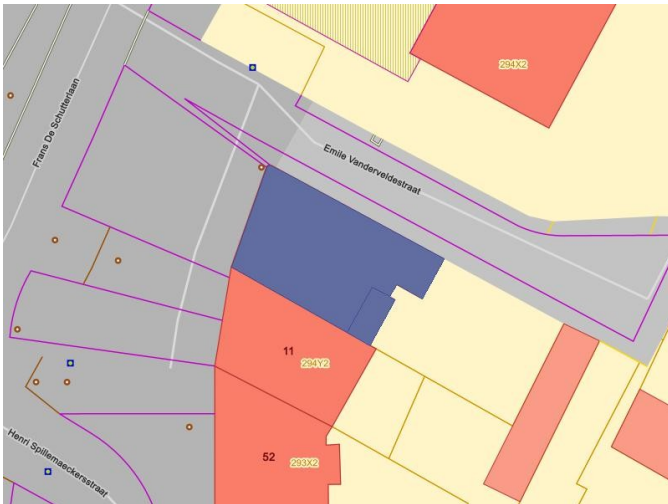 294X2
Frans De Schutterlaan
Emile Vanderveldestraat
11
294Y2
52
293X2
Henri Spillemaeckersstraat